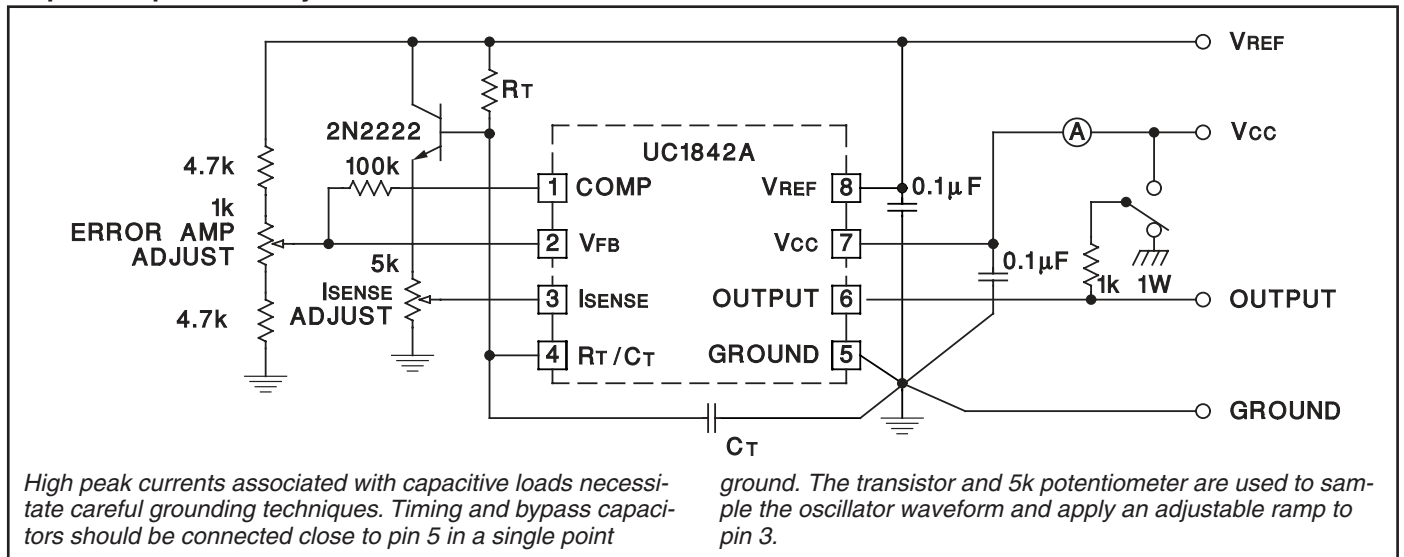 VREF
RT
2N2222
VCC
A
UC1842A
4.7k
100k
1 COMP
VREF 8
0.1µF
1k
ERROR AMP
ADJUST
2 VFB
VCC 7
5k
0.1µF
ISENSE
ADJUST
3 ISENSE
OUTPUT 6
1k 1W
OUTPUT
4.7k
4 RT/CT
GROUND 5
GROUND
CT
High peak currents associated with capacitive loads necessi-
tate careful grounding techniques. Timing and bypass capaci-
tors should be connected close to pin 5 in a single point
ground. The transistor and 5k potentiometer are used to sam-
ple the oscillator waveform and apply an adjustable ramp to
pin 3.